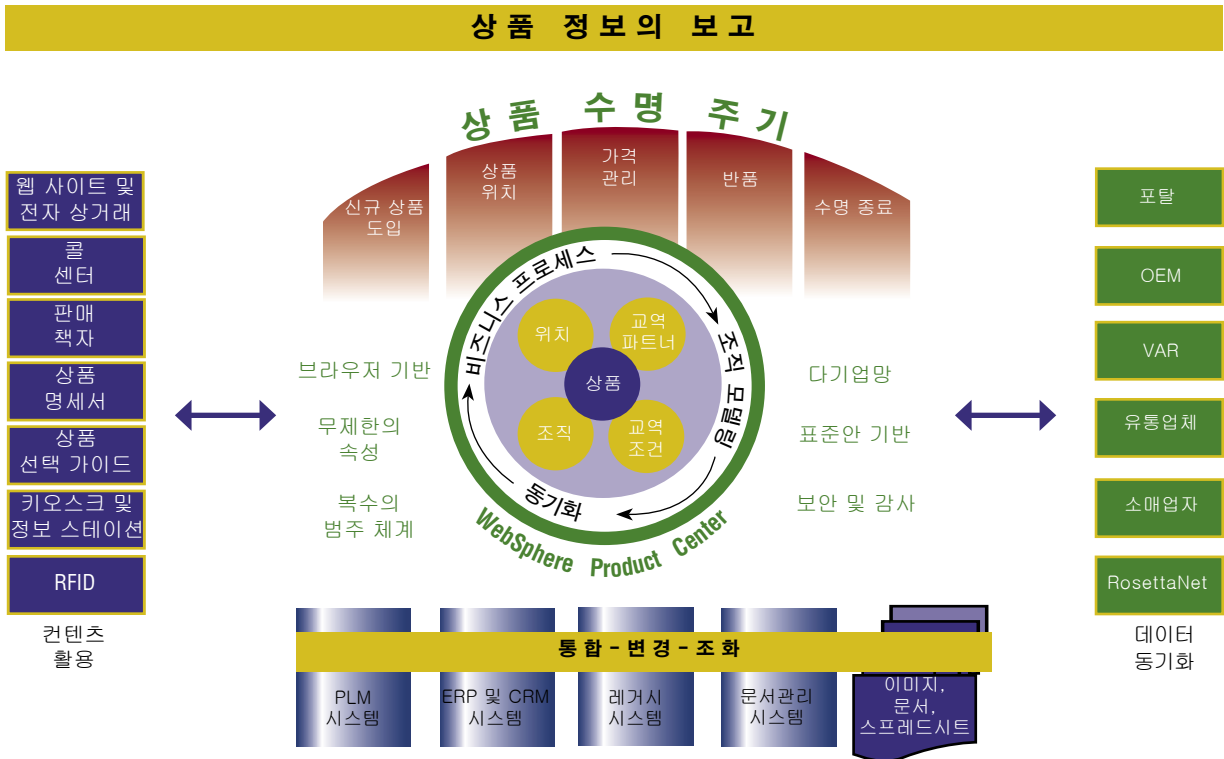 상품 정보의 보고
상품 수명 주기
신규 상품
도입
상품
위치
가격
관리
반품
수명 종료
웹 사이트 및
전자 상거래
콜
센터
판매
책자
상품
명세서
상품
선택 가이드
키오스크 및
정보 스테이션
RFID
컨텐츠
활용
브라우저 기반
무제한의
속성
복수의
범주 체계
비즈니스 프로세스
조직 모델링
동기화
위치
교역
파트너
상품
조직
교역
조건
WebSphere Product Center
다기업망
표준안 기반
보안 및 감사
포탈
OEM
VAR
유통업체
소매업자
RosettaNet
데이터
동기화
통합-변경-조화
PLM
시스템
ERP 및 CRM
시스템
레거시
시스템
문서관리
시스템
이미지,
문서,
스프레드시트